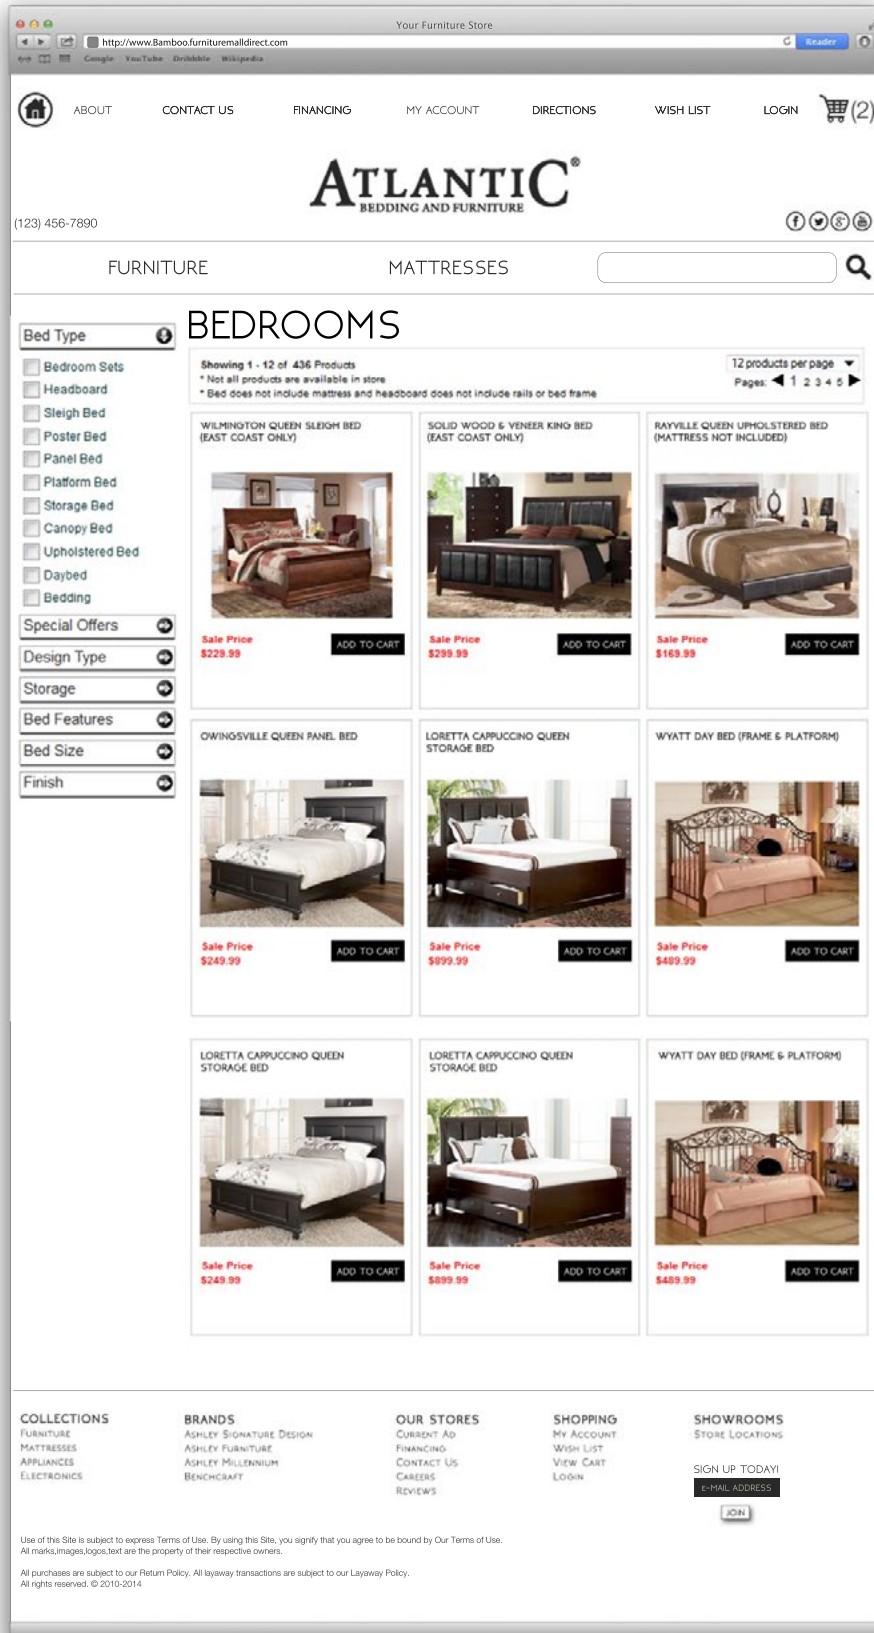 Your Furniture Store
http://www.Bamboo.furnituremalldirect.com
Reader
Google YouTube Dribbble Wikipedia
ABOUT CONTACT US FINANCING MY ACCOUNT DIRECTIONS WISH LIST LOGIN (2)
ATLANTIC®
BEDDING AND FURNITURE
(123) 456-7890
FURNITURE MATTRESSES
BEDROOMS
Bed Type
Bedroom Sets
Headboard
Sleigh Bed
Poster Bed
Panel Bed
Platform Bed
Storage Bed
Canopy Bed
Upholstered Bed
Daybed
Bedding
Special Offers
Design Type
Storage
Bed Features
Bed Size
Finish
Showing 1 - 12 of 436 Products
* Not all products are available in store
* Bed does not include mattress and headboard does not include rails or bed frame
12 products per page
Pages: 1 2 3 4 5
WILMINGTON QUEEN SLEIGH BED
(EAST COAST ONLY)
Sale Price
$229.99
ADD TO CART
SOLID WOOD & VENEER KING BED
(EAST COAST ONLY)
Sale Price
$299.99
ADD TO CART
RAYVILLE QUEEN UPHOLSTERED BED
(MATTRESS NOT INCLUDED)
Sale Price
$169.99
ADD TO CART
OWINGSVILLE QUEEN PANEL BED
Sale Price
$249.99
ADD TO CART
LORETTA CAPPUCCINO QUEEN
STORAGE BED
Sale Price
$899.99
ADD TO CART
WYATT DAY BED (FRAME & PLATFORM)
Sale Price
$489.99
ADD TO CART
LORETTA CAPPUCCINO QUEEN
STORAGE BED
Sale Price
$249.99
ADD TO CART
LORETTA CAPPUCCINO QUEEN
STORAGE BED
Sale Price
$899.99
ADD TO CART
WYATT DAY BED (FRAME & PLATFORM)
Sale Price
$489.99
ADD TO CART
COLLECTIONS
FURNITURE
MATTRESSES
APPLIANCES
ELECTRONICS
BRANDS
ASHLEY SIGNATURE DESIGN
ASHLEY FURNITURE
ASHLEY MILLENNIUM
BENCHCRAFT
OUR STORES
CURRENT AD
FINANCING
CONTACT US
CAREERS
REVIEWS
SHOPPING
MY ACCOUNT
WISH LIST
VIEW CART
LOGIN
SHOWROOMS
STORE LOCATIONS
SIGN UP TODAY!
E-MAIL ADDRESS
JOIN
Use of this Site is subject to express Terms of Use. By using this Site, you signify that you agree to be bound by Our Terms of Use.
All marks,images,logos,text are the property of their respective owners.
All purchases are subject to our Return Policy. All layaway transactions are subject to our Layaway Policy.
All rights reserved. © 2010-2014